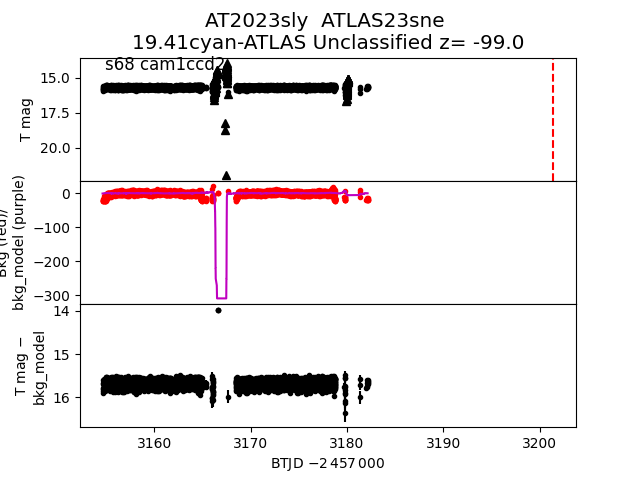 AT2023sly  ATLAS23sne
19.41cyan-ATLAS Unclassified z= -99.0
s68 cam1ccd2
15.0
17.5
20.0
T mag
0
−100
−200
−300
Bkg (red)/
bkg_model (purple)
14
15
16
T mag −
bkg_model
3160 3170 3180 3190 3200
BTJD −2 457 000